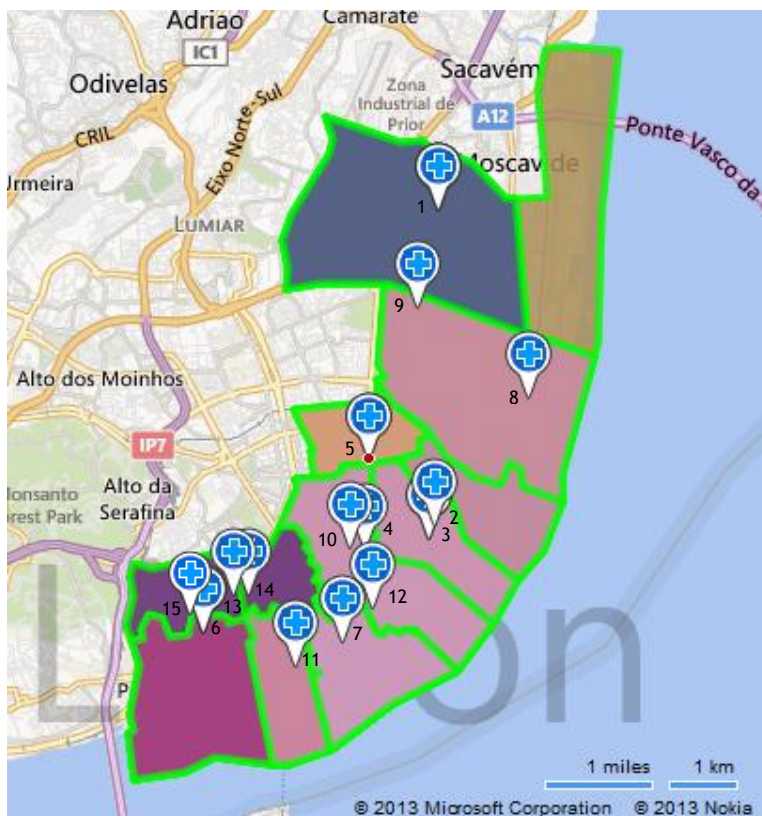 Adriao
Camarate
IC1
Sacavém
Odivelas
Zona
Industrial de
Prior
A12
CRIL
Eixo Norte-Sul
Ponte Vasco da
Moscavide
Urmeira
LUMIAR
1
9
Alto dos Moinhos
8
5
IP7
Alto da
Serafina
Monsanto
Forest Park
2
4
10
3
14
12
13
15
6
7
11
P
L on
1 miles
1 km
© 2013 Microsoft Corporation © 2013 Nokia